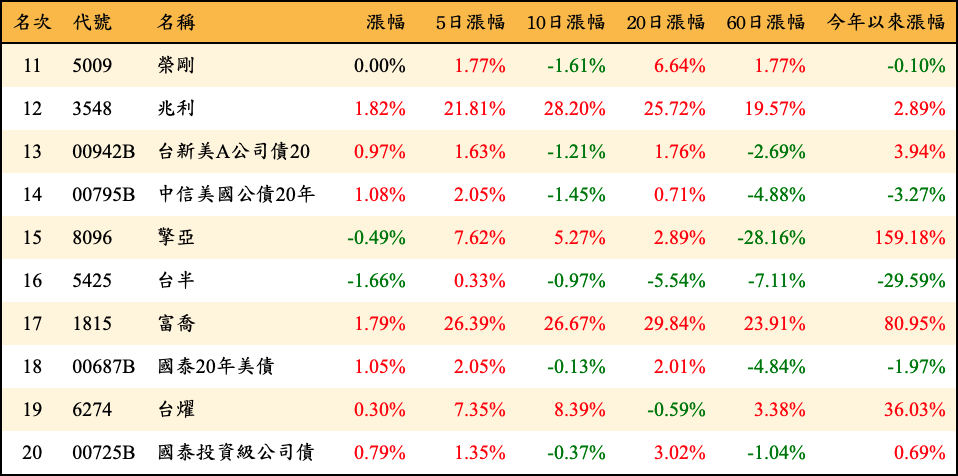 名次 代號 名稱 漲幅 5日漲幅 10日漲幅 20日漲幅 60日漲幅 今年以來漲幅
11 5009 榮剛 0.00% 1.77% -1.61% 6.64% 1.77% -0.10%
12 3548 兆利 1.82% 21.81% 28.20% 25.72% 19.57% 2.89%
13 00942B 台新美A公司債20 0.97% 1.63% -1.21% 1.76% -2.69% 3.94%
14 00795B 中信美國公債20年 1.08% 2.05% -1.45% 0.71% -4.88% -3.27%
15 8096 擎亞 -0.49% 7.62% 5.27% 2.89% -28.16% 159.18%
16 5425 台半 -1.66% 0.33% -0.97% -5.54% -7.11% -29.59%
17 1815 富喬 1.79% 26.39% 26.67% 29.84% 23.91% 80.95%
18 00687B 國泰20年美債 1.05% 2.05% -0.13% 2.01% -4.84% -1.97%
19 6274 台燿 0.30% 7.35% 8.39% -0.59% 3.38% 36.03%
20 00725B 國泰投資級公司債 0.79% 1.35% -0.37% 3.02% -1.04% 0.69%